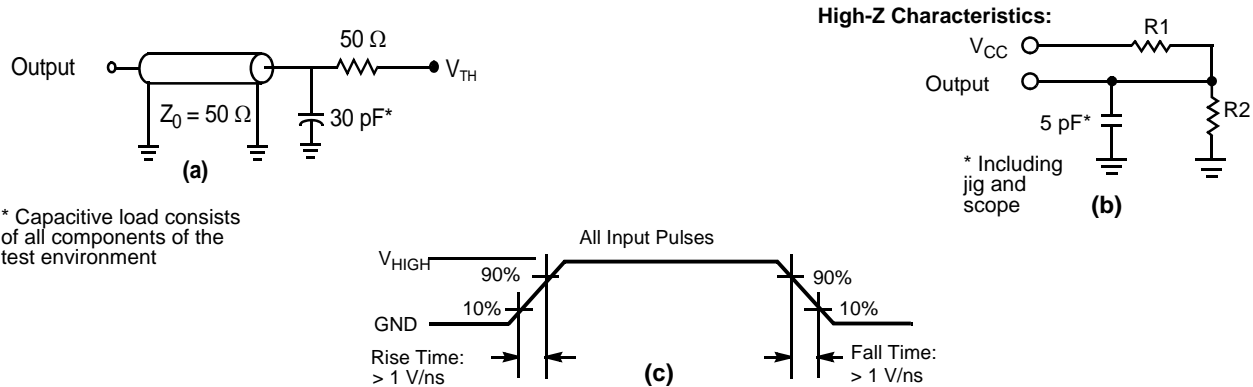 High-Z Characteristics:
50 Ω
R1
V_CC
Output
V_TH
Output
R2
Z_0 = 50 Ω
30 pF*
5 pF*
(a)
* Including
jig and
scope
(b)
* Capacitive load consists
of all components of the
test environment
All Input Pulses
V_HIGH
90%
90%
10%
10%
GND
Rise Time:
> 1 V/ns
(c)
Fall Time:
> 1 V/ns